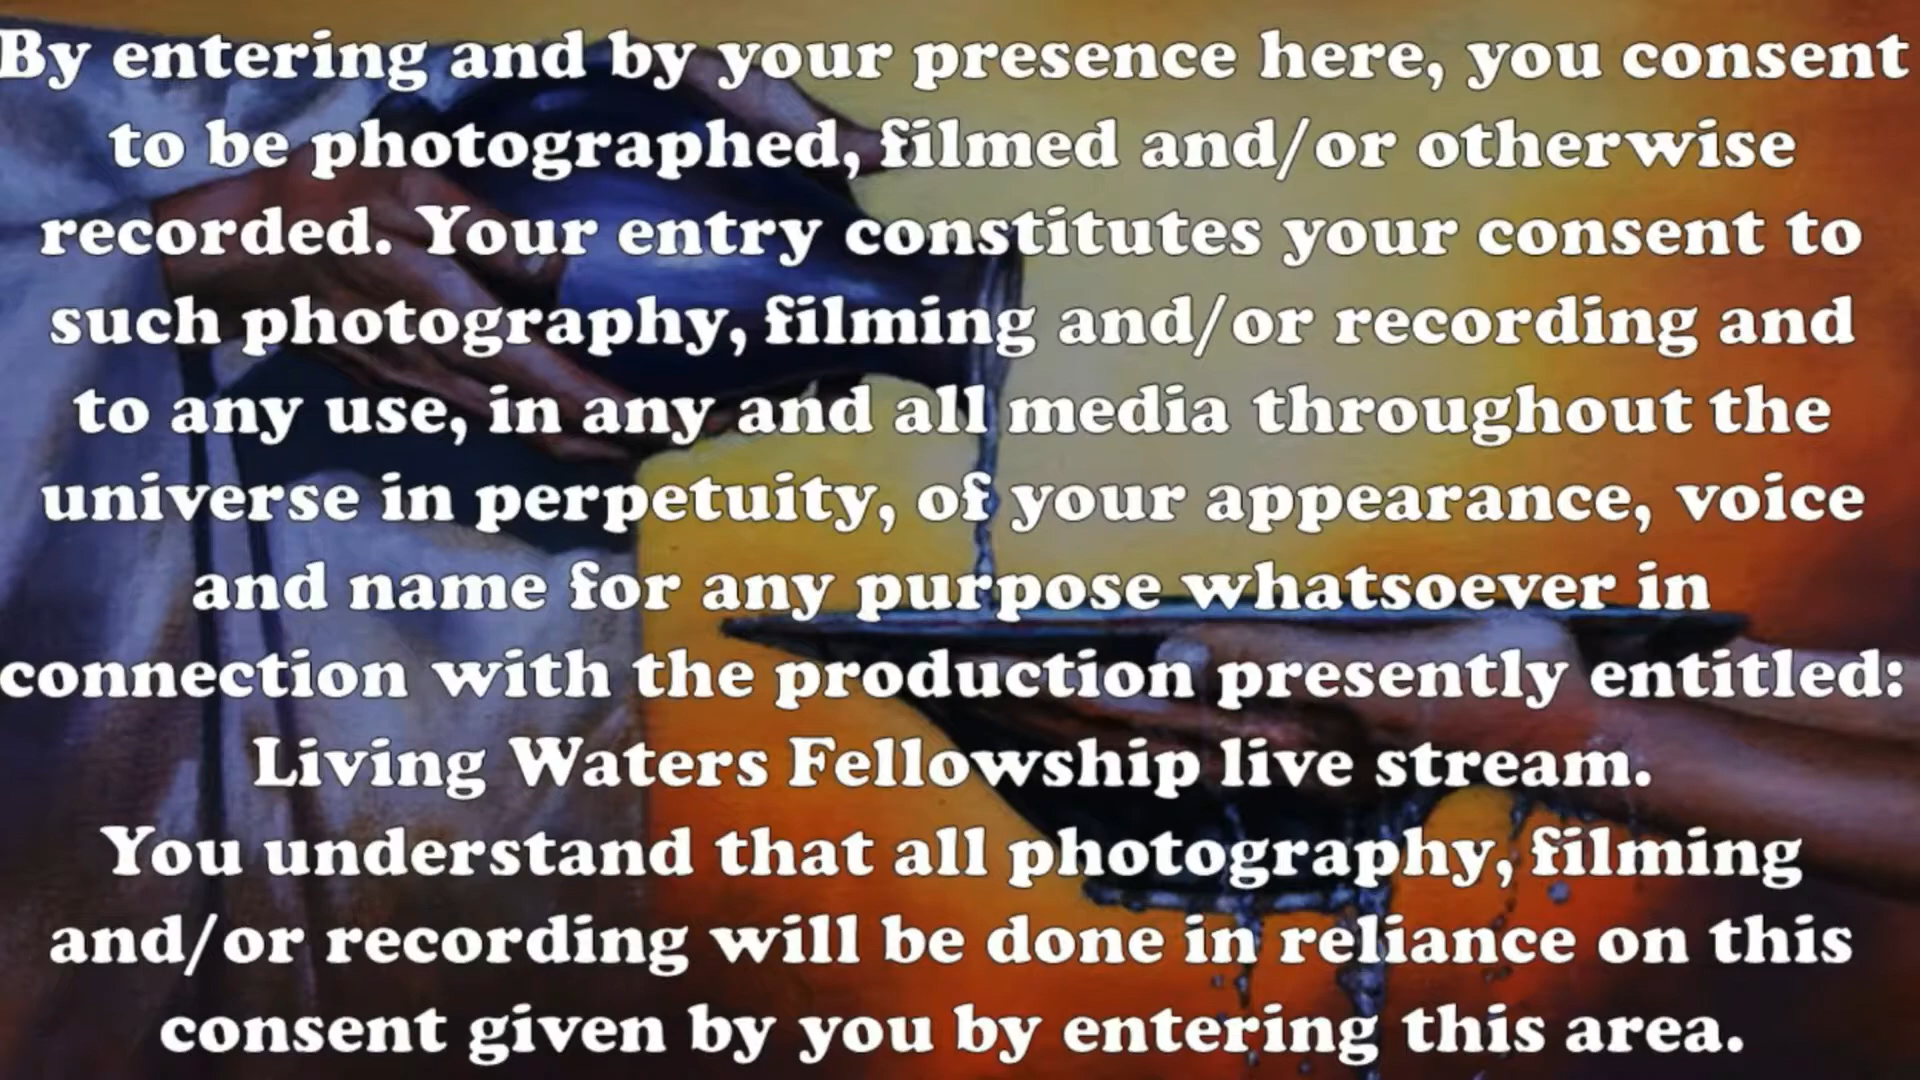 By entering and by your presence here, you consent
to be photographed, filmed and/or otherwise
recorded. Your entry constitutes your consent to
such photography, filming and/or recording and
to any use, in any and all media throughout the
universe in perpetuity, of your appearance, voice
and name for any purpose whatsoever in
connection with the production presently entitled:
Living Waters Fellowship live stream.
You understand that all photography, filming
and/or recording will be done in reliance on this
consent given by you by entering this area.